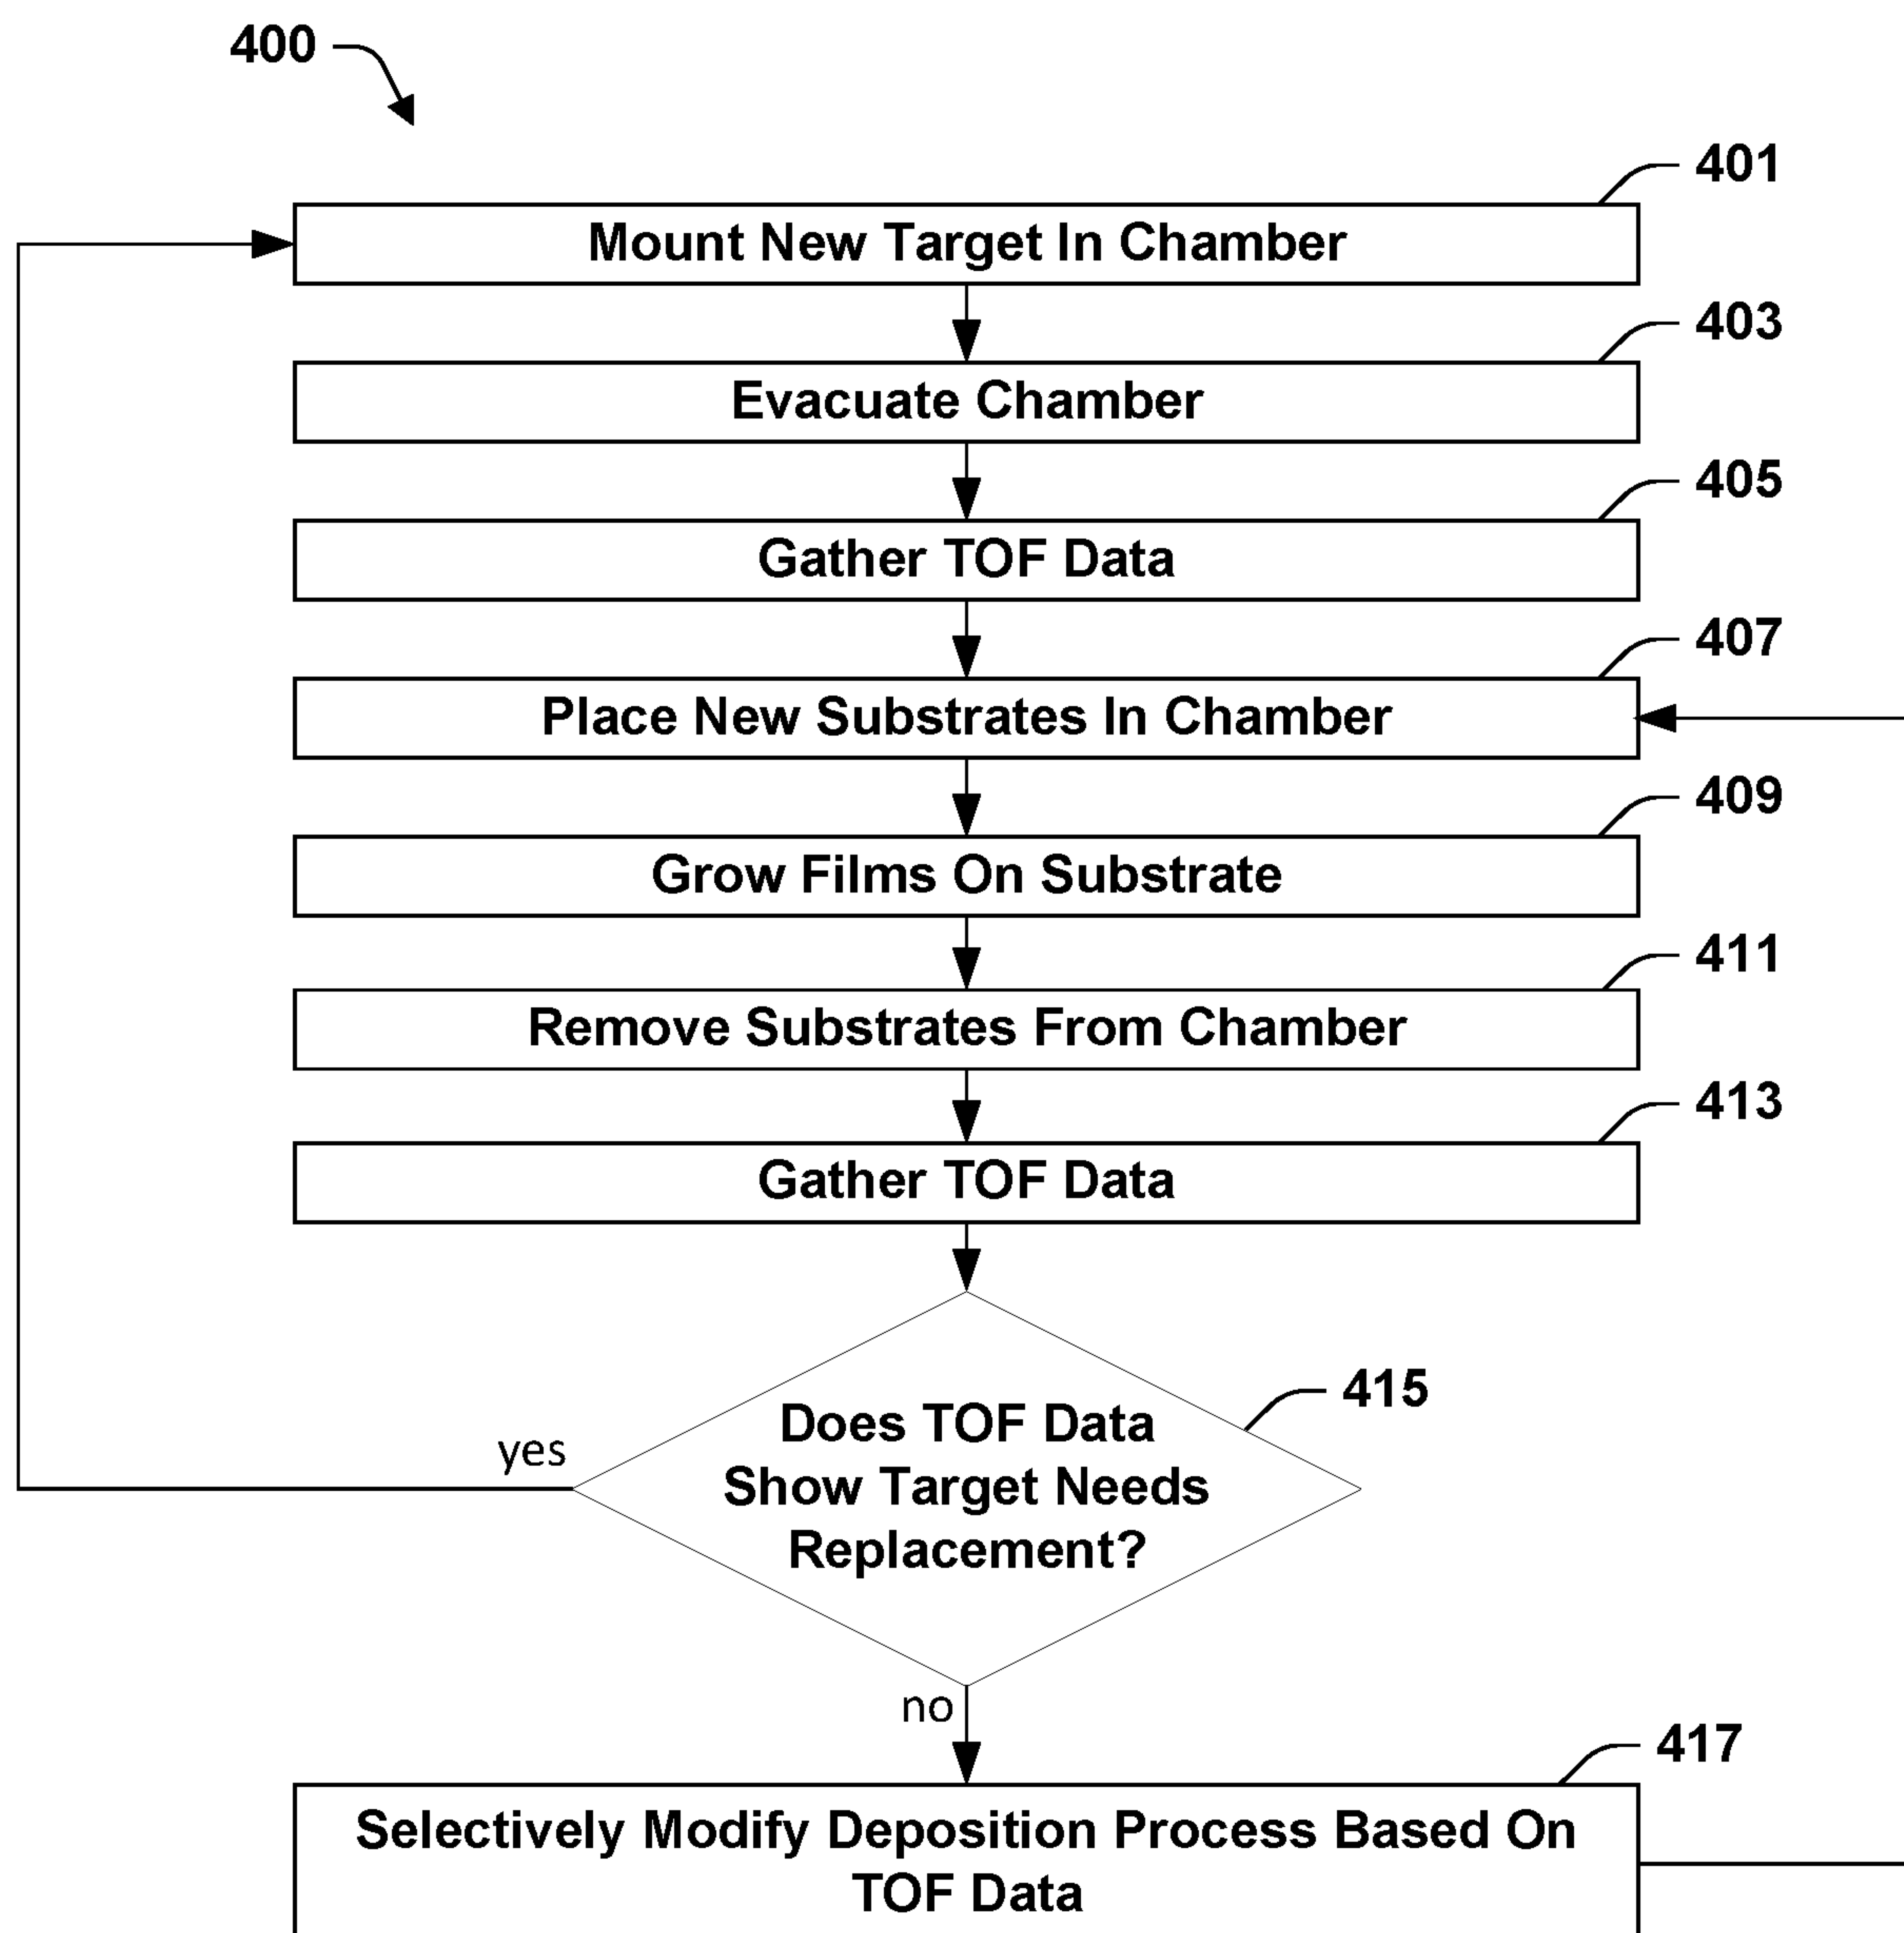 400
401
Mount New Target In Chamber
403
Evacuate Chamber
405
Gather TOF Data
407
Place New Substrates In Chamber
409
Grow Films On Substrate
411
Remove Substrates From Chamber
413
Gather TOF Data
415
Does TOF Data
Show Target Needs
Replacement?
yes
no
417
Selectively Modify Deposition Process Based On
TOF Data